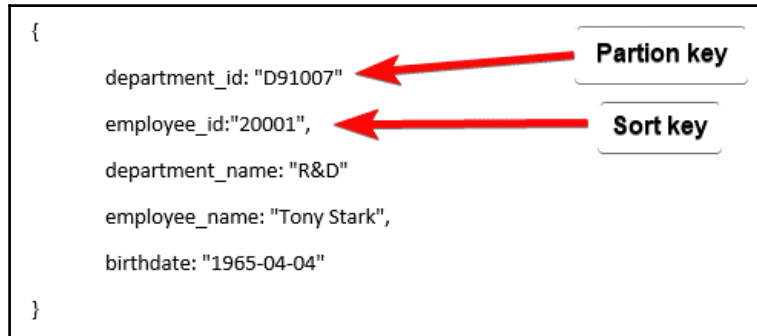 {
Partion key
department_id: "D91007"
employee_id:"20001",
Sort key
department_name: "R&D"
employee_name: "Tony Stark",
birthdate: "1965-04-04"
}